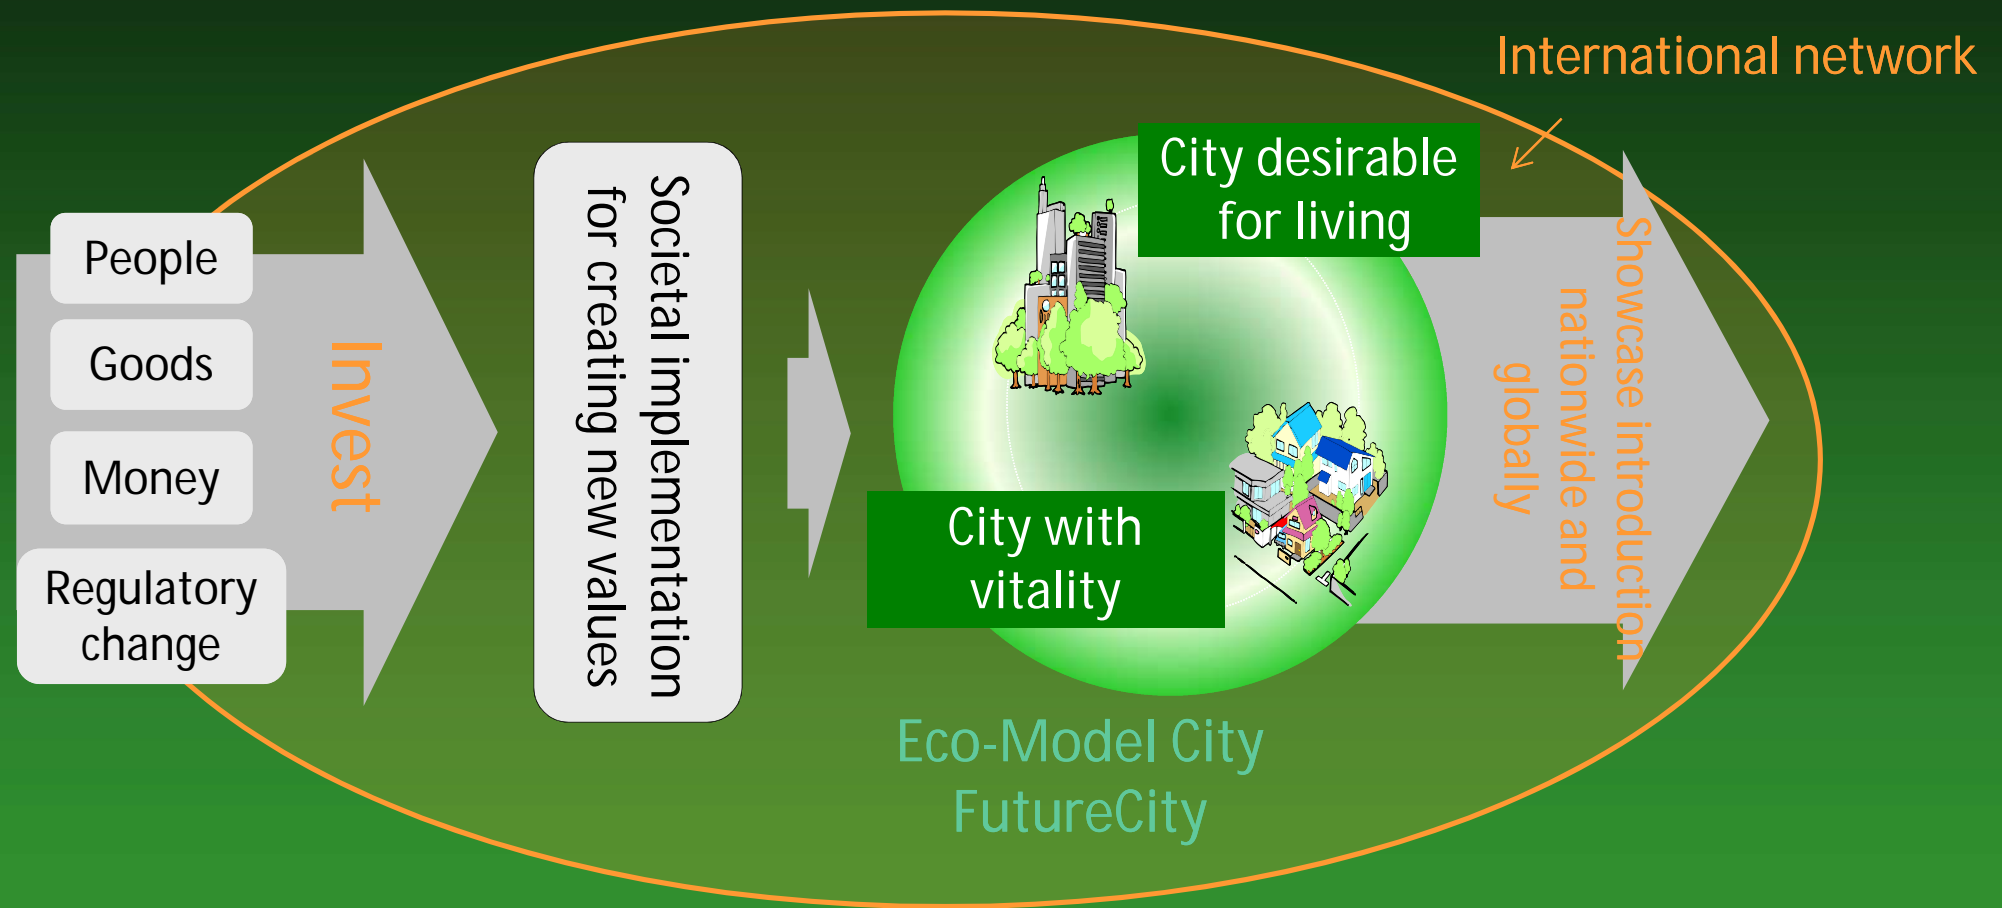 International network
People
Goods
Money
Regulatory
change
Invest
Societal implementation
for creating new values
City desirable
for living
City with
vitality
Eco-Model City
FutureCity
Showcase introduction
nationwide and
globally